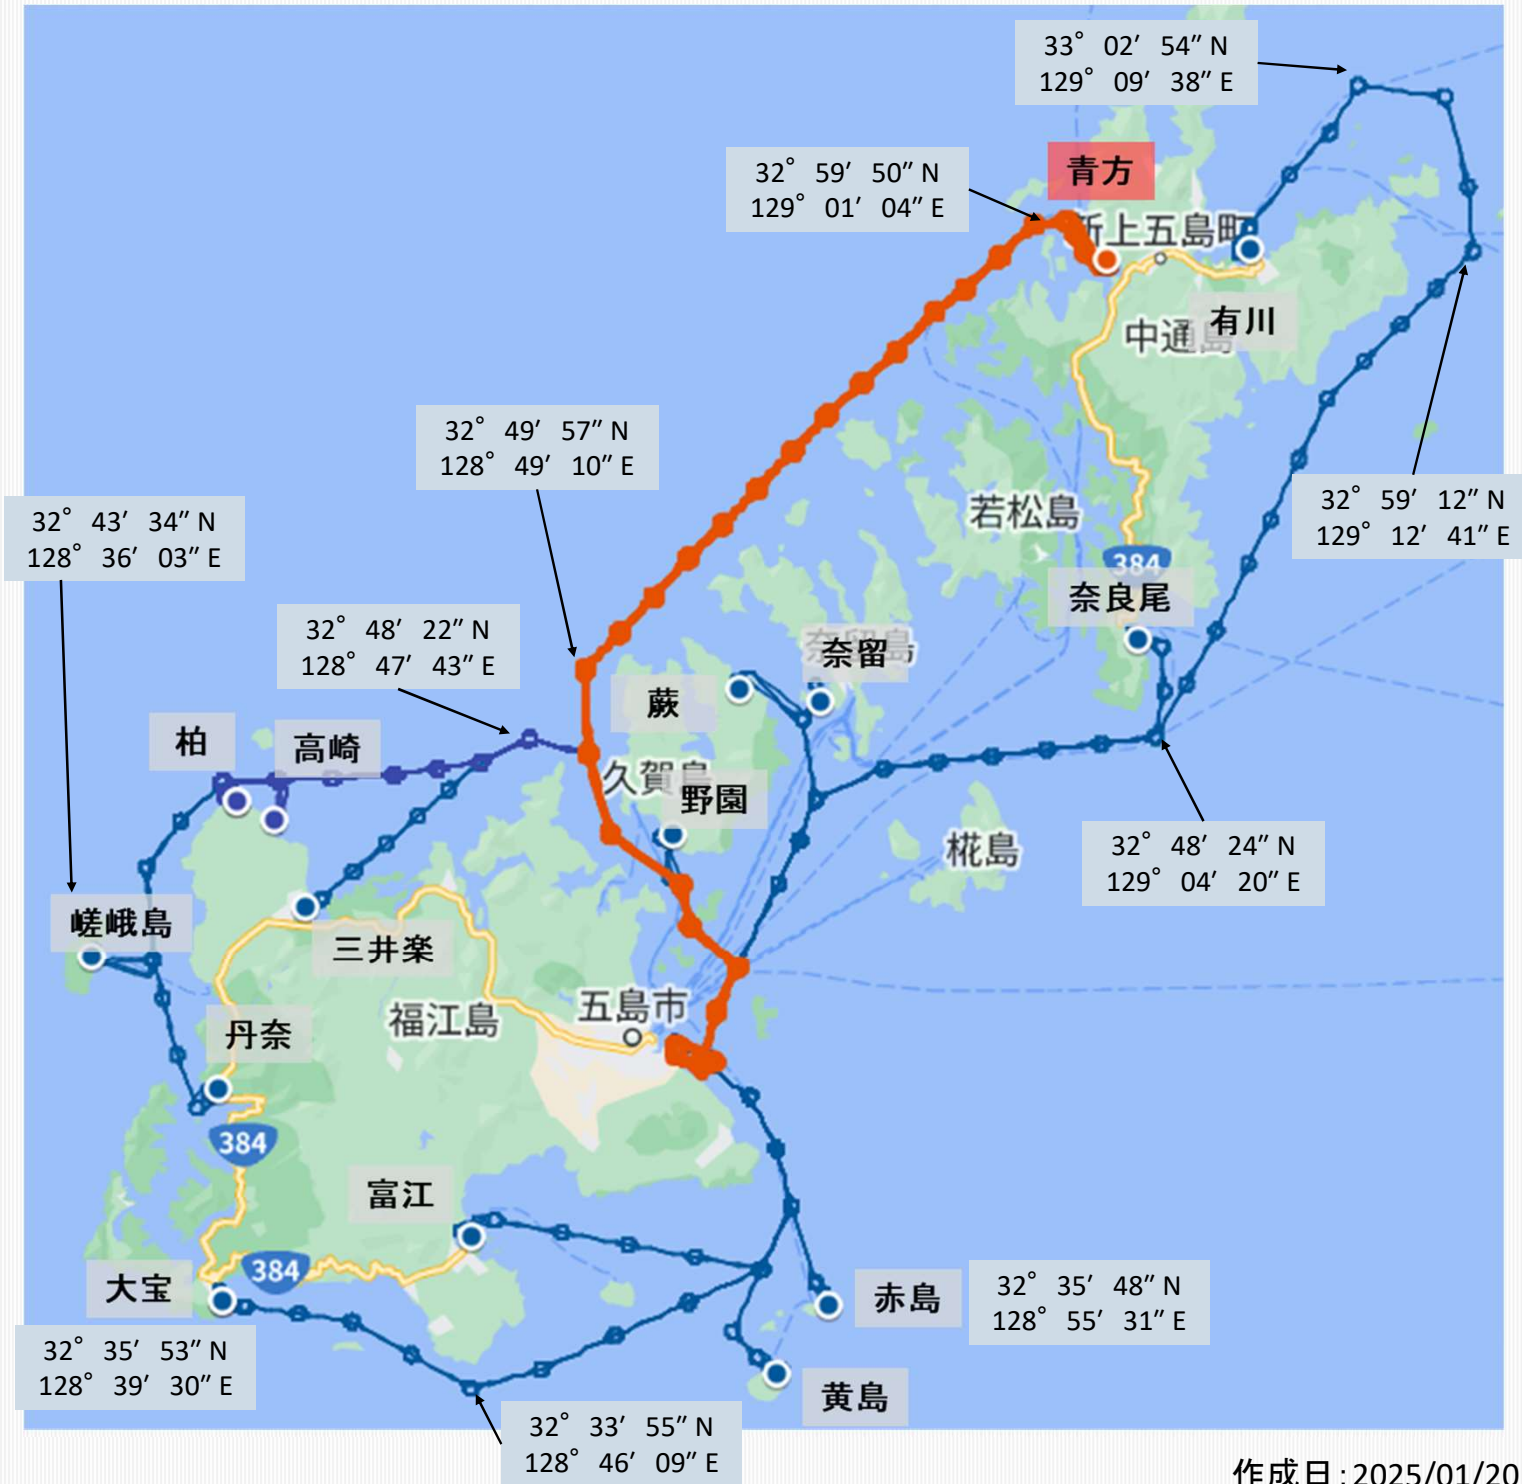 33° 02′ 54″ N
129° 09′ 38″ E
青方
32° 59′ 50″ N
129° 01′ 04″ E
新上五島町
有川
中通島
32° 49′ 57″ N
128° 49′ 10″ E
32° 59′ 12″ N
129° 12′ 41″ E
32° 43′ 34″ N
128° 36′ 03″ E
若松島
384
奈良尾
32° 48′ 22″ N
128° 47′ 43″ E
奈留島
奈留
蕨
柏
高崎
久賀島
野園
椛島
32° 48′ 24″ N
129° 04′ 20″ E
嵯峨島
三井楽
五島市
福江島
丹奈
384
富江
384
大宝
赤島
32° 35′ 48″ N
128° 55′ 31″ E
32° 35′ 53″ N
128° 39′ 30″ E
黄島
32° 33′ 55″ N
128° 46′ 09″ E
作成日：2025/01/20